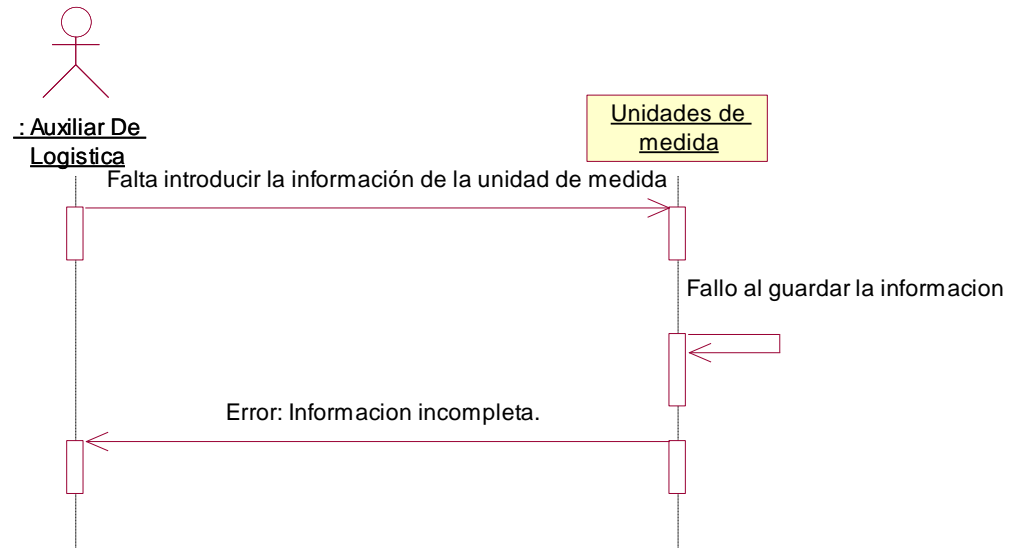 : Auxiliar De
Logistica
Unidades de
medida
Falta introducir la información de la unidad de medida
Fallo al guardar la informacion
Error: Informacion incompleta.